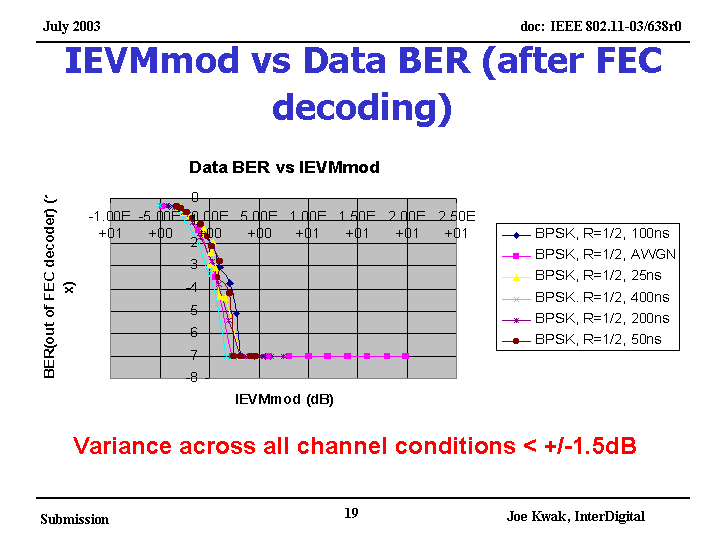 July 2003
doc: IEEE 802.11-03/638r0
IEVMmod vs Data BER (after FEC
decoding)
Data BER vs IEVMmod
BER(out of FEC decoder) (
x)
0
-1.00E -5.00E 0.00E 5.00E 1.00E 1.50E 2.00E 2.50E
+01 +00 +00 +00 +01 +01 +01 +01
2
3
-4
5
6
7
-8
IEVMmod (dB)
BPSK, R=1/2, 100ns
BPSK, R=1/2, AWGN
BPSK, R=1/2, 25ns
BPSK. R=1/2, 400ns
BPSK, R=1/2, 200ns
BPSK, R=1/2, 50ns
Variance across all channel conditions < +/-1.5dB
Submission
19
Joe Kwak, InterDigital